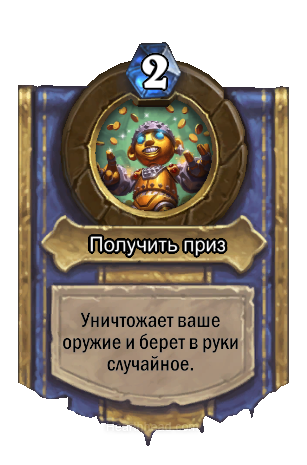 2
Получить приз
Уничтожает ваше
оружие и берет в руки
случайное.